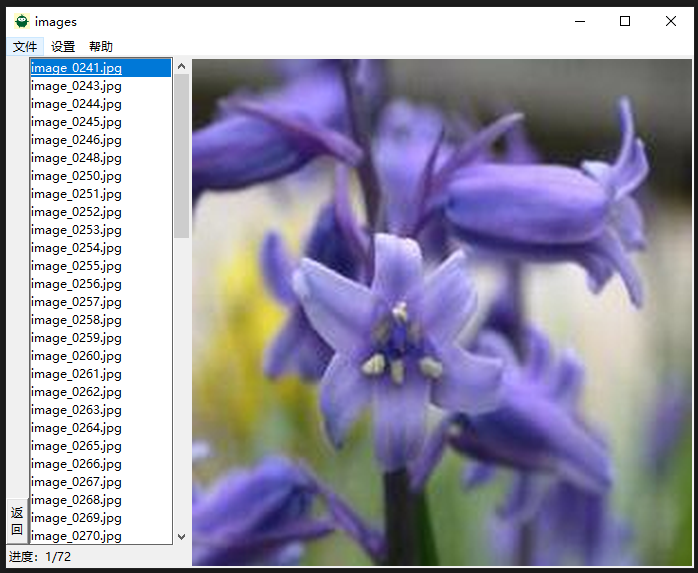 images
文件 设置 帮助
image_0241.jpg
image_0243.jpg
image_0244.jpg
image_0245.jpg
image_0246.jpg
image_0248.jpg
image_0250.jpg
image_0251.jpg
image_0252.jpg
image_0253.jpg
image_0254.jpg
image_0255.jpg
image_0256.jpg
image_0257.jpg
image_0258.jpg
image_0259.jpg
image_0260.jpg
image_0261.jpg
image_0262.jpg
image_0263.jpg
image_0264.jpg
image_0265.jpg
image_0266.jpg
image_0267.jpg
image_0268.jpg
image_0269.jpg
image_0270.jpg
返
回
进度：1/72